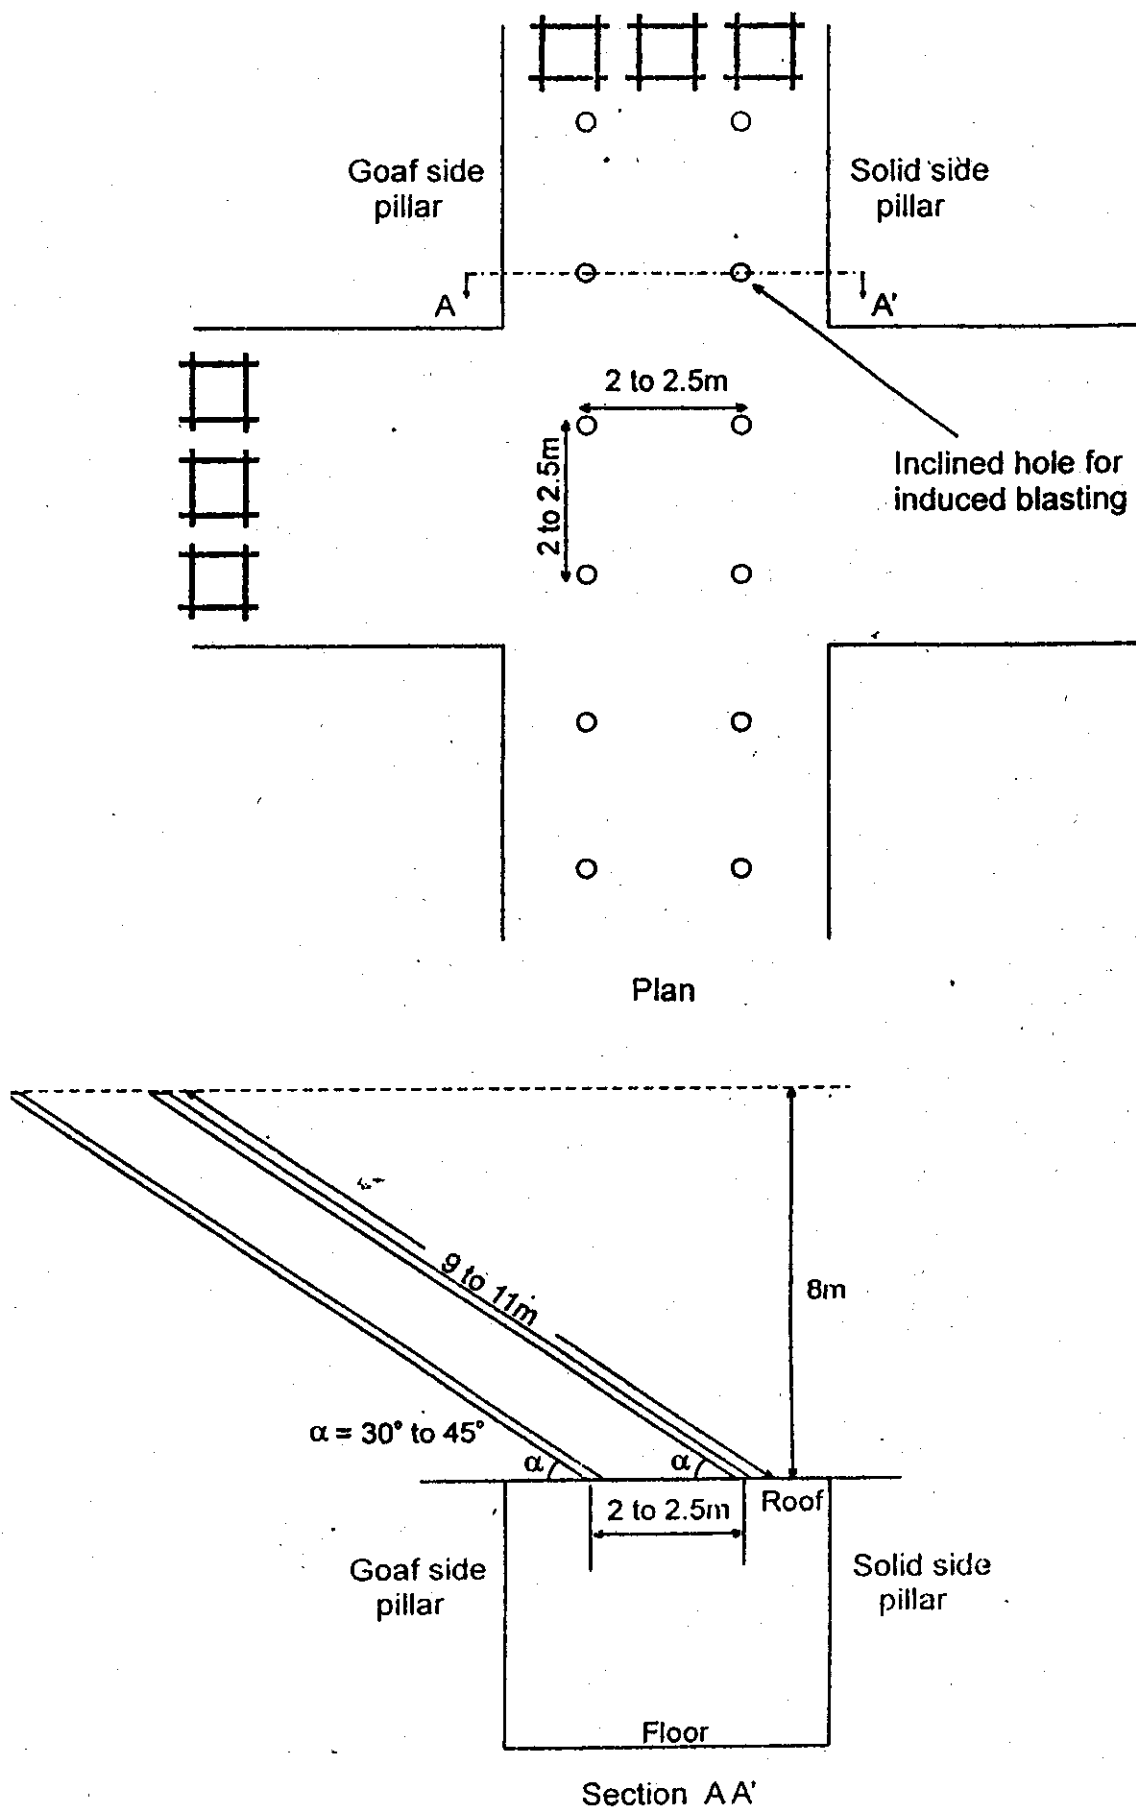 Goaf side
pillar
Solid side
pillar
A
A'
2 to 2.5m
2 to 2.5m
Inclined hole for
induced blasting
Plan
9 to 11m
8m
α = 30° to 45°
α
α
Roof
2 to 2.5m
Goaf side
pillar
Solid side
pillar
Floor
Section A A'